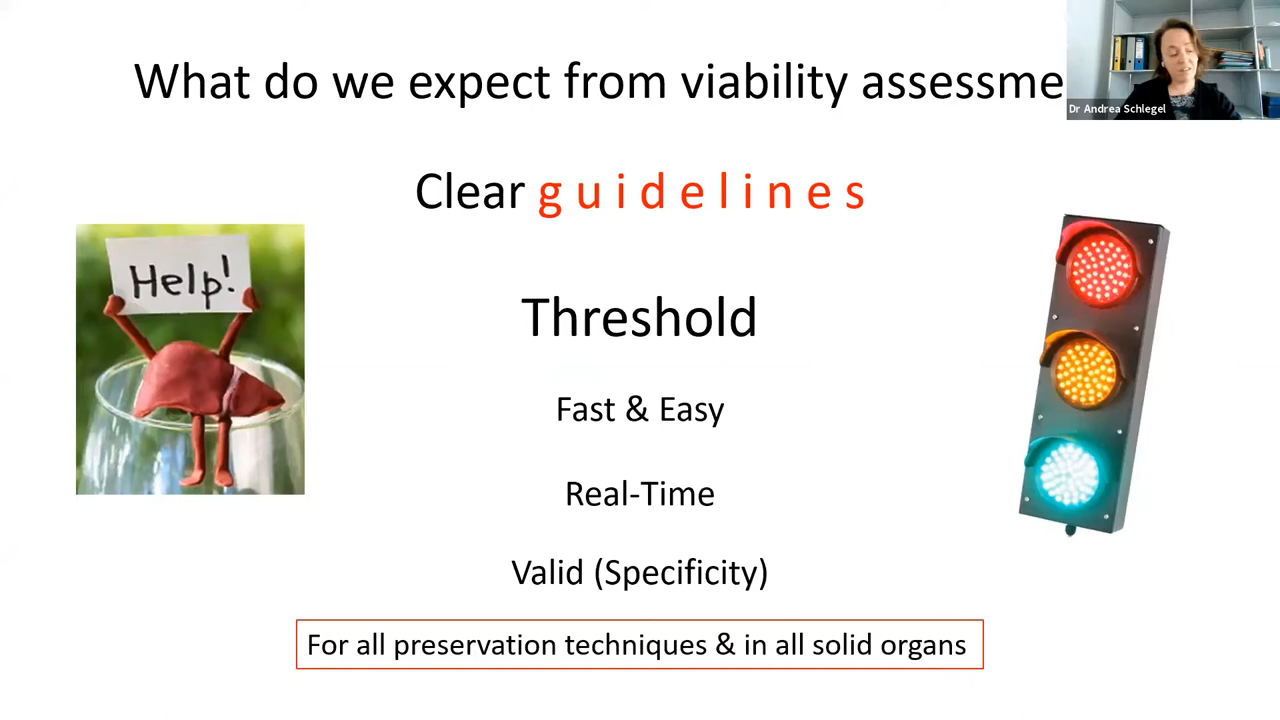 What do we expect from viability assessme
Dr Andrea Schlegel
Clear g u i d e l i n e s
Help!
Threshold
Fast & Easy
Real-Time
Valid (Specificity)
For all preservation techniques & in all solid organs